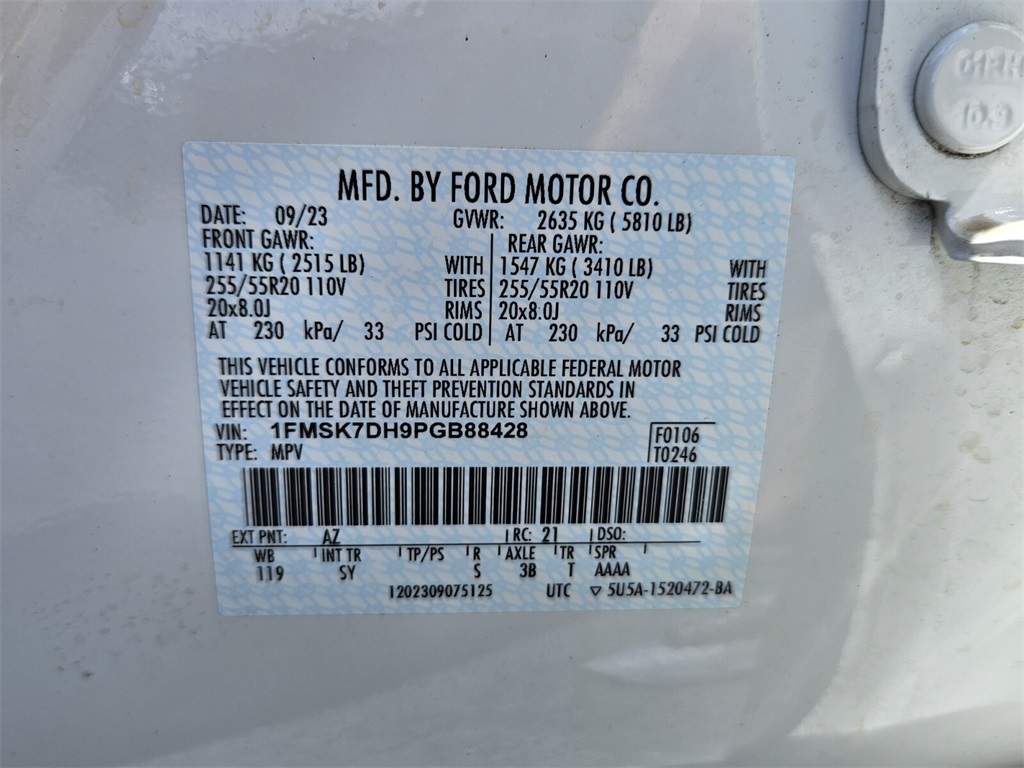 01PH
10.9
MFD. BY FORD MOTOR CO.
DATE: 09/23 GVWR: 2635 KG ( 5810 LB)
FRONT GAWR: REAR GAWR:
1141 KG ( 2515 LB) WITH 1547 KG ( 3410 LB) WITH
255/55R20 110V TIRES 255/55R20 110V TIRES
20x8.0J RIMS 20x8.0J RIMS
AT 230 kPa/ 33 PSI COLD AT 230 kPa/ 33 PSI COLD
THIS VEHICLE CONFORMS TO ALL APPLICABLE FEDERAL MOTOR
VEHICLE SAFETY AND THEFT PREVENTION STANDARDS IN
EFFECT ON THE DATE OF MANUFACTURE SHOWN ABOVE.
VIN: 1FMSK7DH9PGB88428 F0106
TYPE: MPV T0246
EXT PNT: AZ RC: 21 DSO:
WB INT TR TP/PS R AXLE TR SPR
119 SY S 3B T AAAA
1202309075125 UTC ▽ 5U5A-1520472-BA